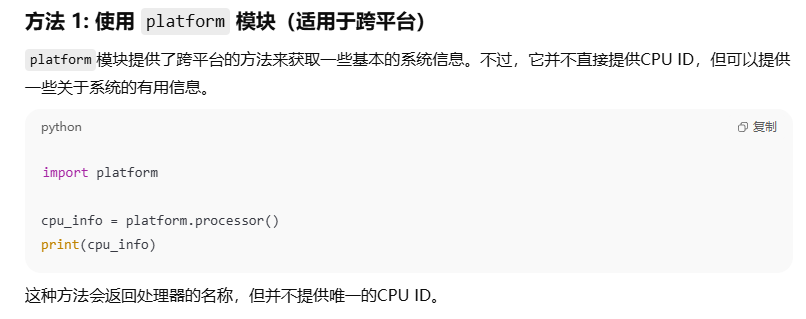 方法 1: 使用 platform 模块（适用于跨平台）
platform 模块提供了跨平台的方法来获取一些基本的系统信息。不过，它并不直接提供CPU ID，但可以提供
一些关于系统的有用信息。
python 复制
import platform
cpu_info = platform.processor()
print(cpu_info)
这种方法会返回处理器的名称，但并不提供唯一的CPU ID。